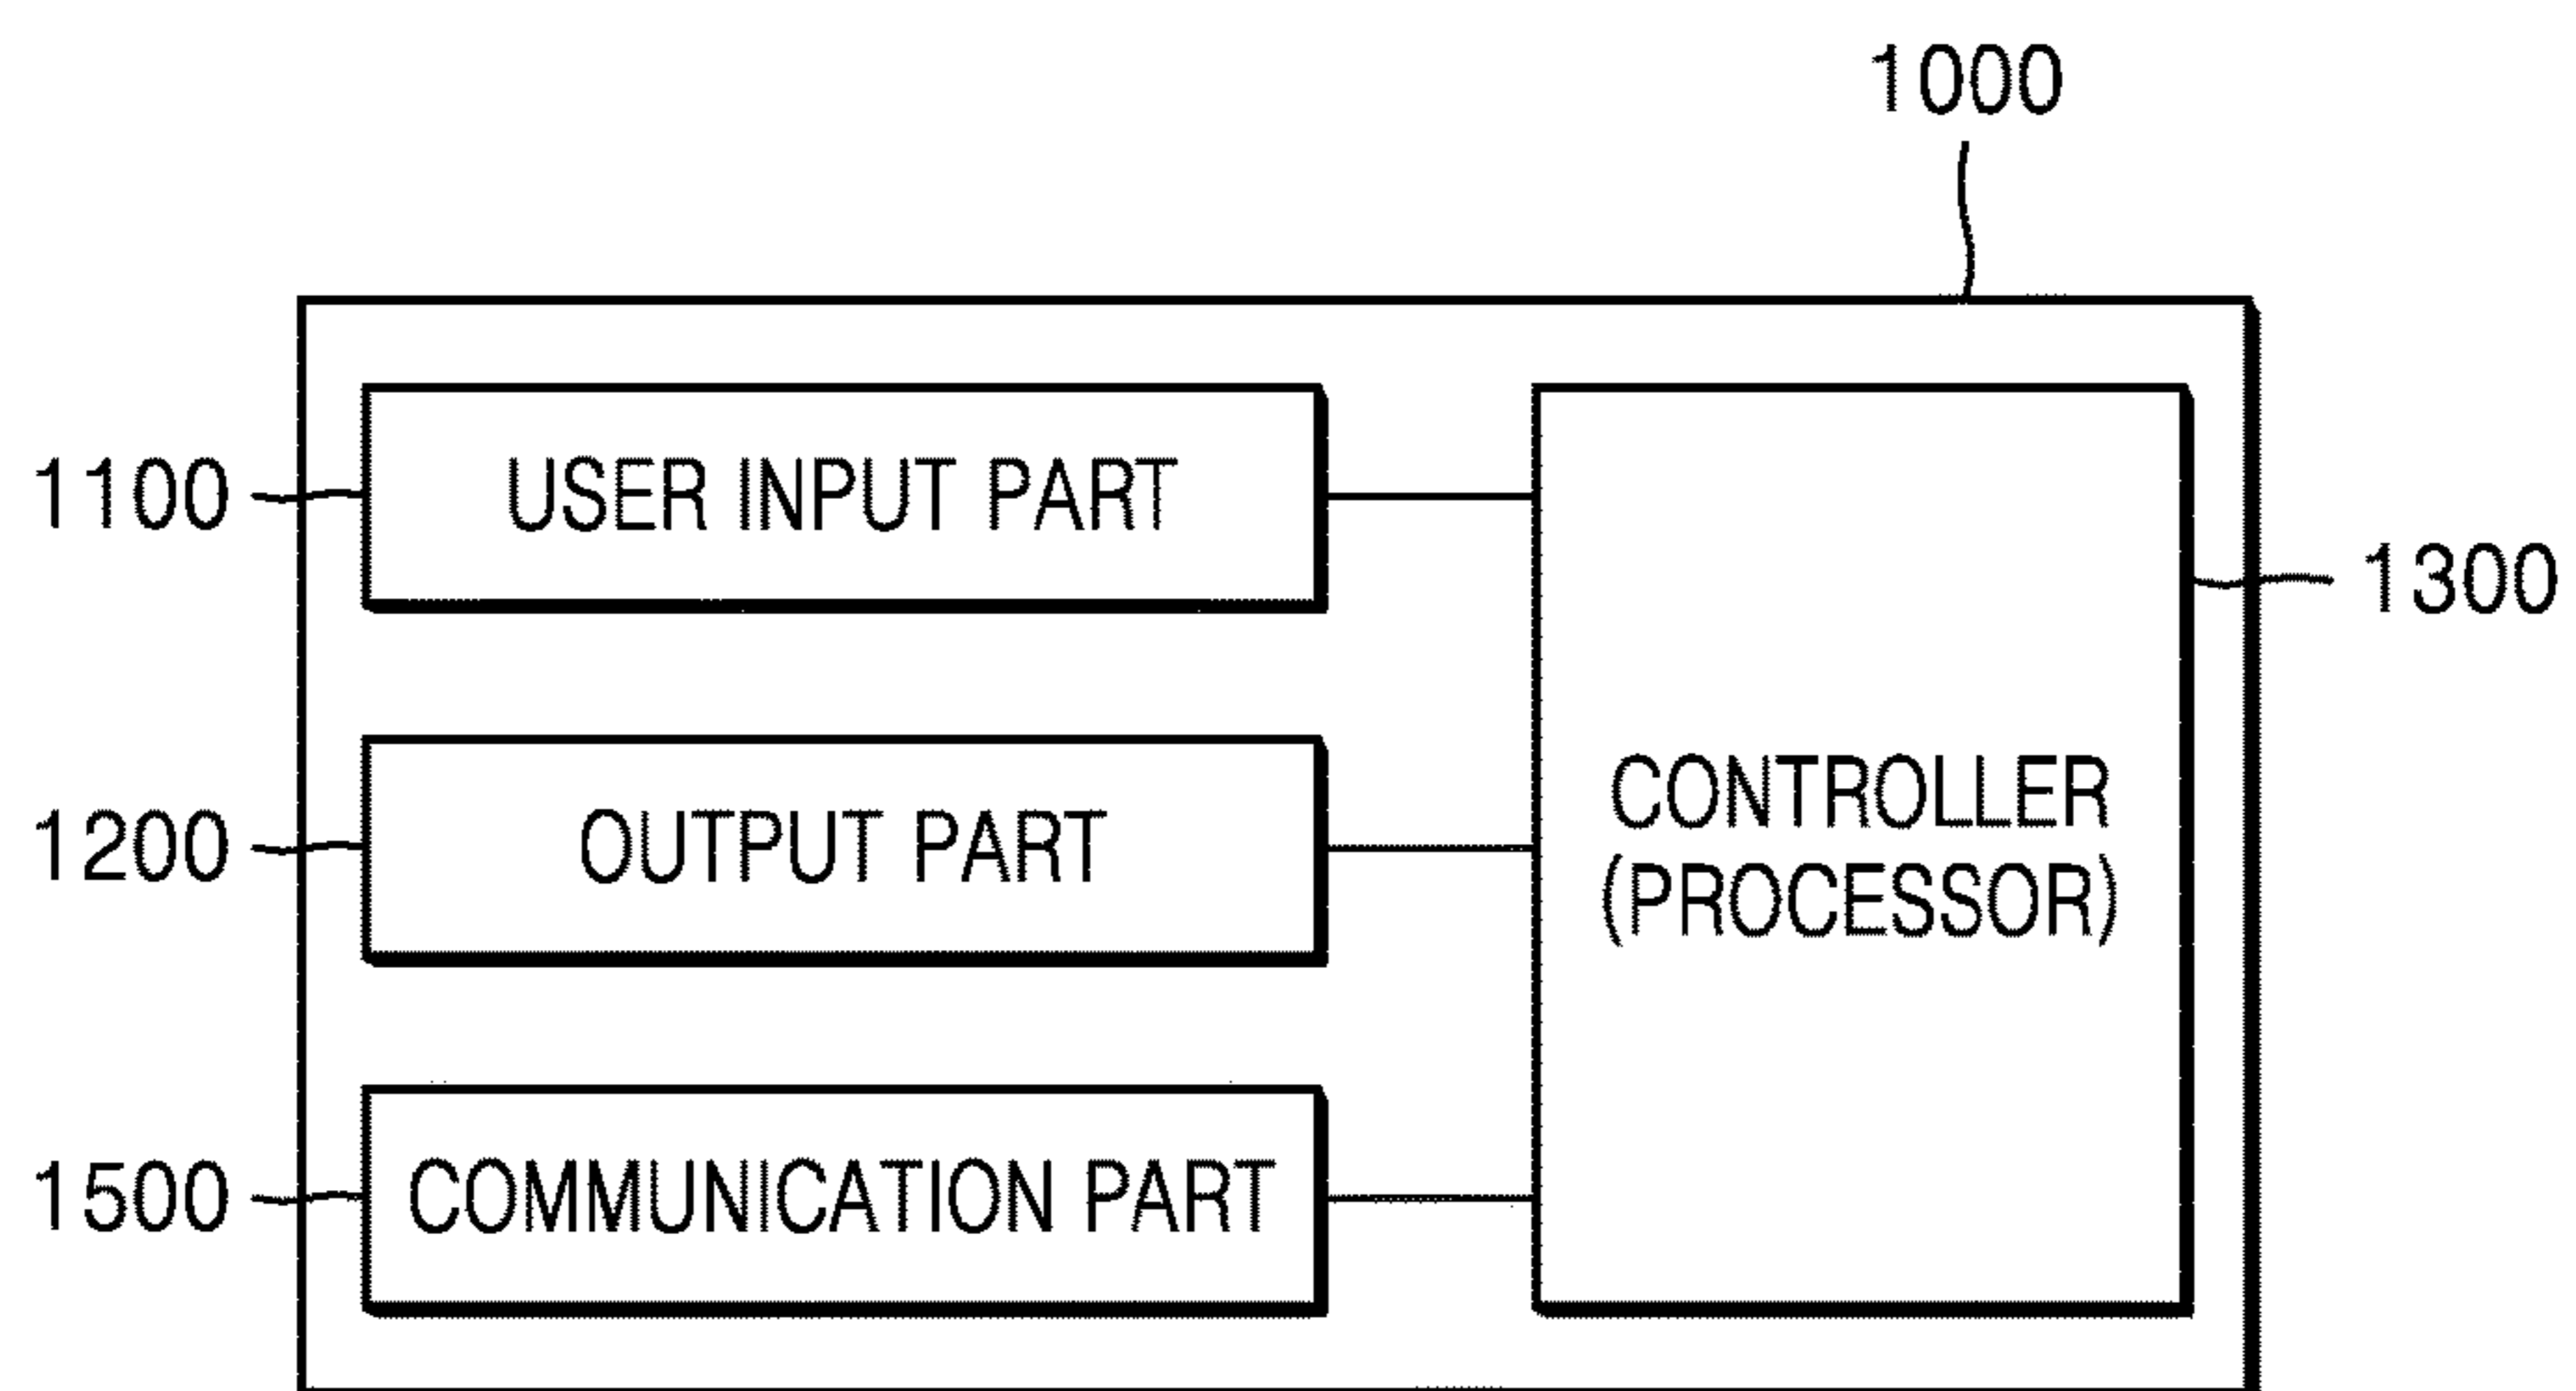 1000
1100
USER INPUT PART
1300
1200
OUTPUT PART
CONTROLLER
(PROCESSOR)
1500
COMMUNICATION PART